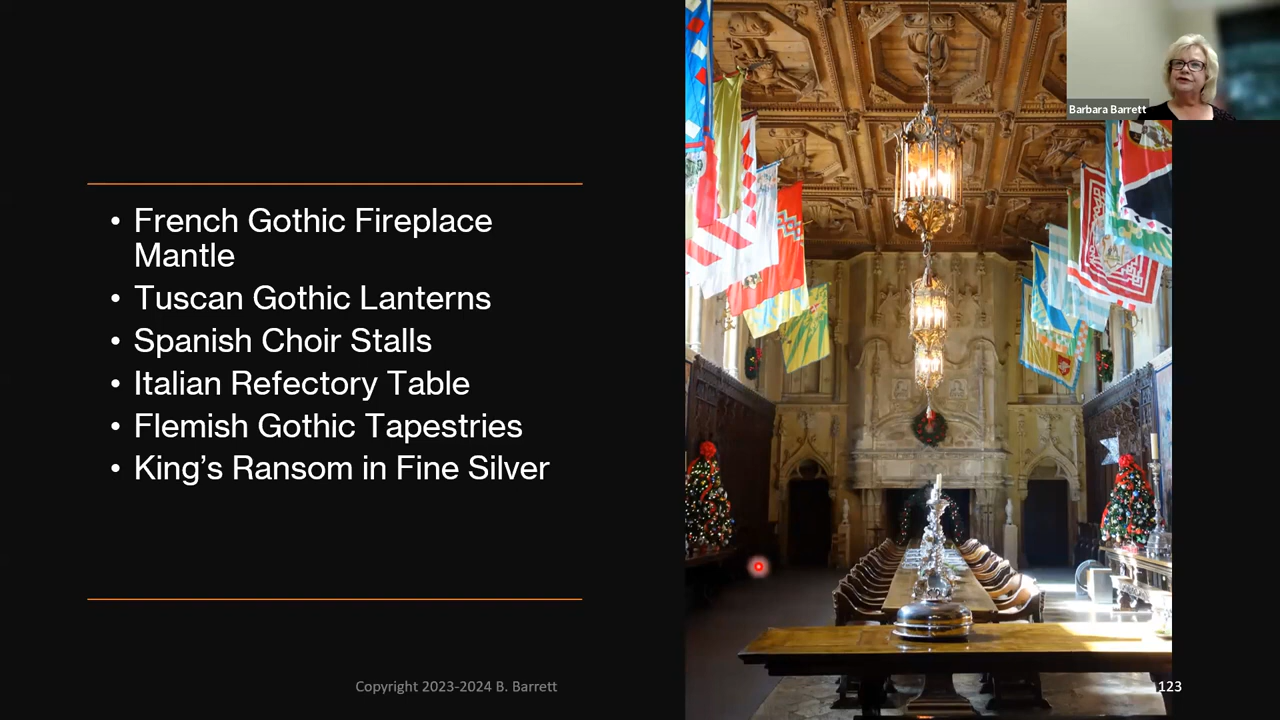 Barbara Barrett
• French Gothic Fireplace
Mantle
• Tuscan Gothic Lanterns
• Spanish Choir Stalls
• Italian Refectory Table
• Flemish Gothic Tapestries
• King’s Ransom in Fine Silver
Copyright 2023-2024 B. Barrett
123